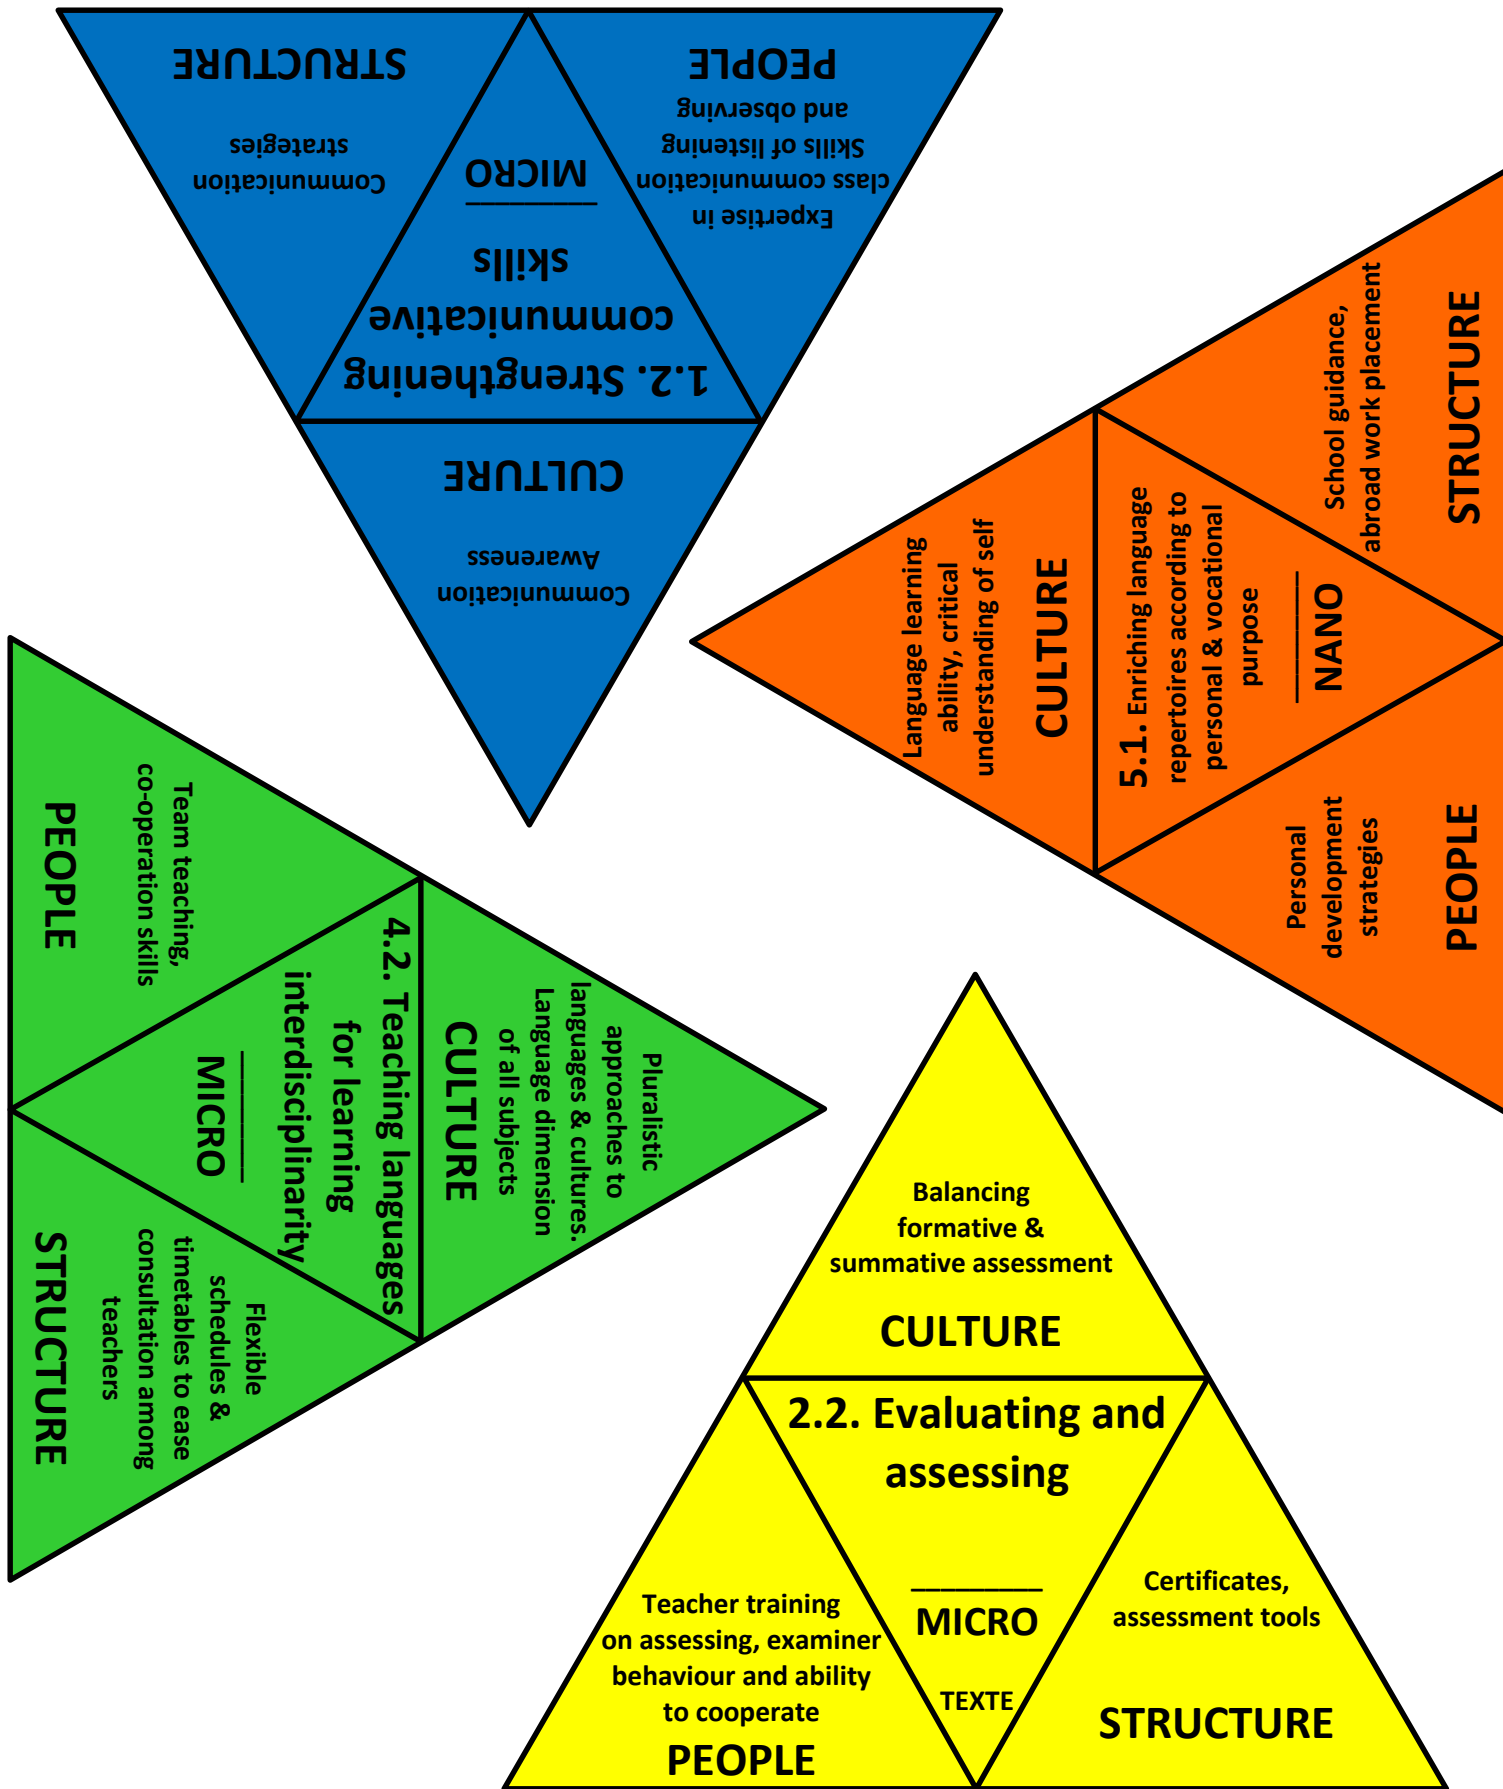 STRUCTURE
Communication
strategies
PEOPLE
Expertise in
class communication
Skills of listening
and observing
1.2. Strengthening
communicative
skills
_________
MICRO
CULTURE
Communication
Awareness
School guidance,
abroad work placement
STRUCTURE
Language learning
ability, critical
understanding of self
CULTURE
5.1. Enriching language
repertoires according to
personal & vocational
purpose
_________
NANO
Personal
development
strategies
PEOPLE
Team teaching,
co-operation skills
PEOPLE
4.2. Teaching languages
for learning
interdisciplinarity
_________
MICRO
Pluralistic
approaches to
languages & cultures.
Language dimension
of all subjects
CULTURE
Flexible
schedules &
timetables to ease
consultation among
teachers
STRUCTURE
Balancing
formative &
summative assessment
CULTURE
2.2. Evaluating and
assessing
_________
MICRO
TEXTE
Teacher training
on assessing, examiner
behaviour and ability
to cooperate
PEOPLE
Certificates,
assessment tools
STRUCTURE